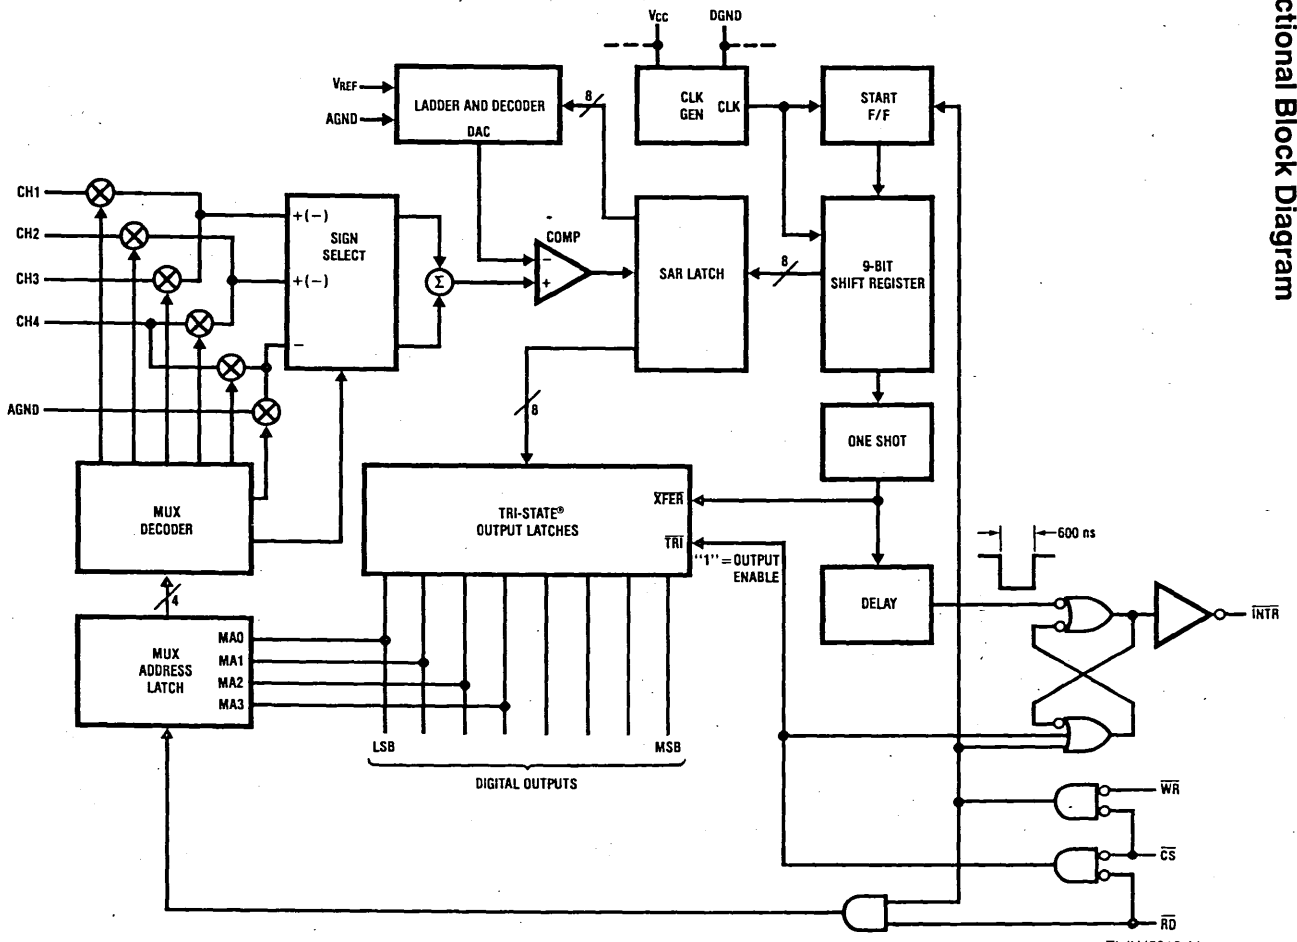 ctional Block Diagram
VCC
DGND
VREF
AGND
LADDER AND DECODER
DAC
8
CLK
GEN
CLK
START
F/F
CH1
CH2
CH3
CH4
AGND
+(−)
+(−)
−
SIGN
SELECT
Σ
COMP
−
+
SAR LATCH
8
9-BIT
SHIFT REGISTER
8
ONE SHOT
MUX
DECODER
TRI-STATE®
OUTPUT LATCHES
XFER
TRI
"1" = OUTPUT
ENABLE
DELAY
600 ns
INTR
4
MUX
ADDRESS
LATCH
MA0
MA1
MA2
MA3
LSB
MSB
DIGITAL OUTPUTS
WR
CS
RD